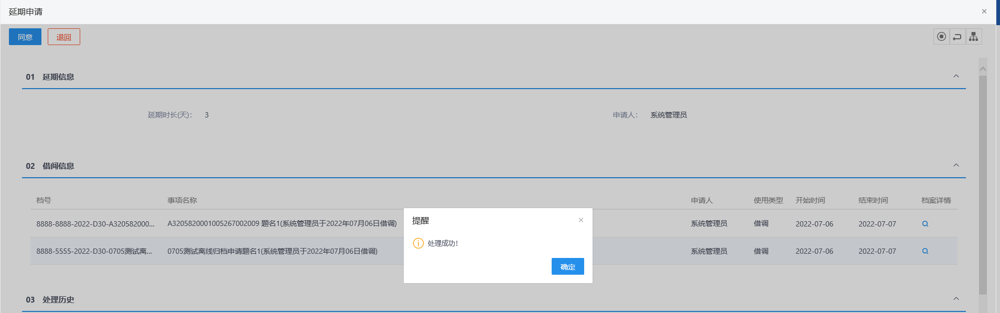 延期申请
同意 退回
01 延期信息
延期时长(天)： 3 申请人： 系统管理员
02 借阅信息
档号 事项名称 申请人 使用类型 开始时间 结束时间 档案详情
8888-8888-2022-D30-A320582000... A3205820001005267002009 题名1(系统管理员于2022年07月06日借调) 系统管理员 借调 2022-07-06 2022-07-07
8888-5555-2022-D30-0705测试离... 0705测试离线归档申请题名1(系统管理员于2022年07月06日借调) 系统管理员 借调 2022-07-06 2022-07-07
提醒
处理成功!
确定
03 处理历史